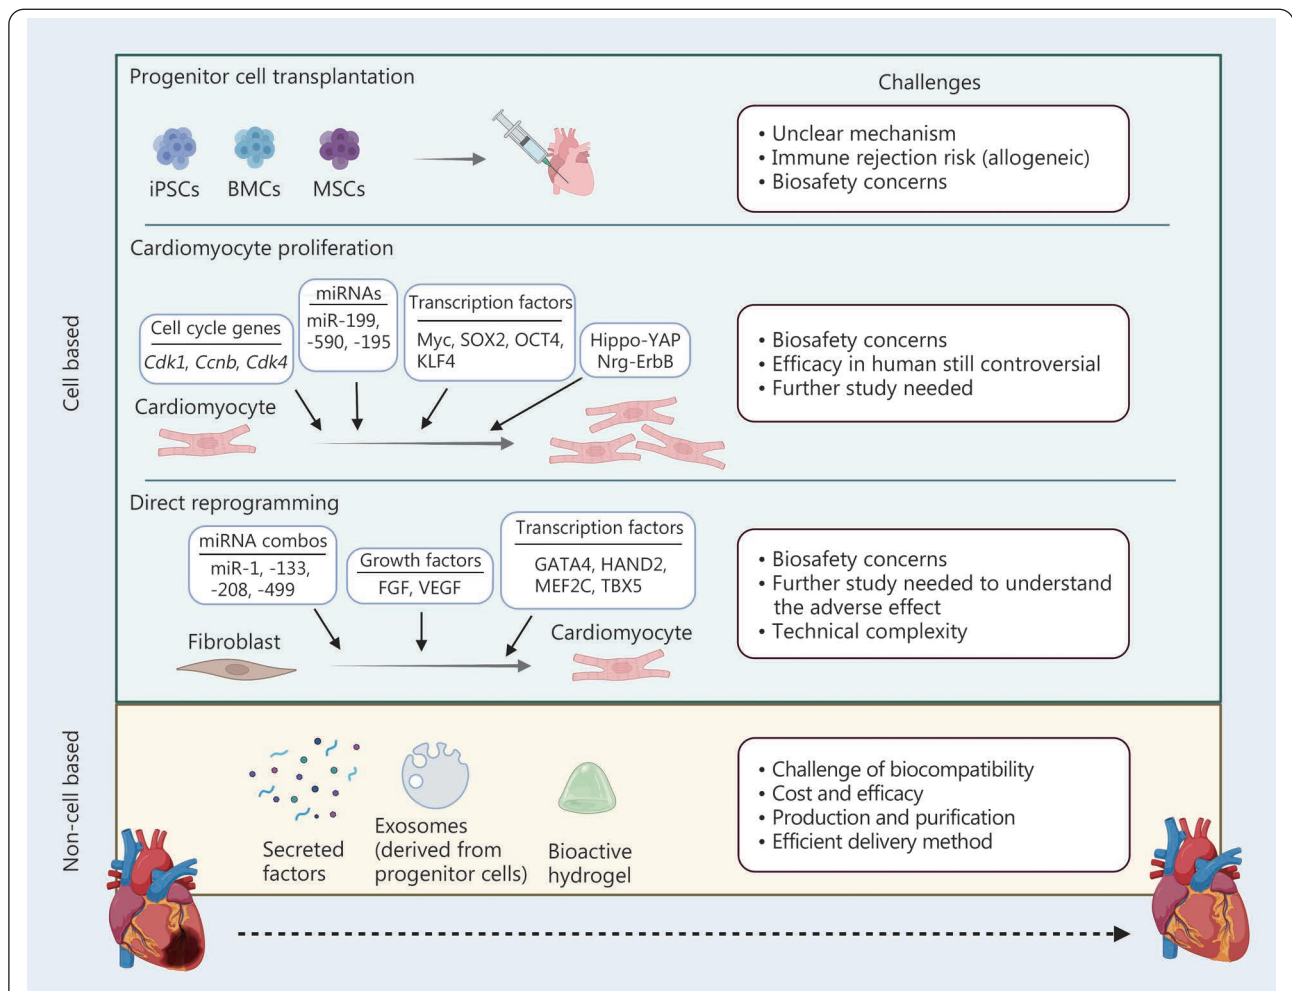 Progenitor cell transplantation
Challenges
iPSCs
BMCs
MSCs
• Unclear mechanism
• Immune rejection risk (allogeneic)
• Biosafety concerns
Cell based
Cardiomyocyte proliferation
Cell cycle genes
Cdk1, Ccnb, Cdk4
miRNAs
miR-199,
-590, -195
Transcription factors
Myc, SOX2, OCT4,
KLF4
Hippo-YAP
Nrg-ErbB
Cardiomyocyte
• Biosafety concerns
• Efficacy in human still controversial
• Further study needed
Direct reprogramming
miRNA combos
miR-1, -133,
-208, -499
Growth factors
FGF, VEGF
Transcription factors
GATA4, HAND2,
MEF2C, TBX5
Fibroblast
Cardiomyocyte
• Biosafety concerns
• Further study needed to understand
the adverse effect
• Technical complexity
Non-cell based
Secreted
factors
Exosomes
(derived from
progenitor cells)
Bioactive
hydrogel
• Challenge of biocompatibility
• Cost and efficacy
• Production and purification
• Efficient delivery method